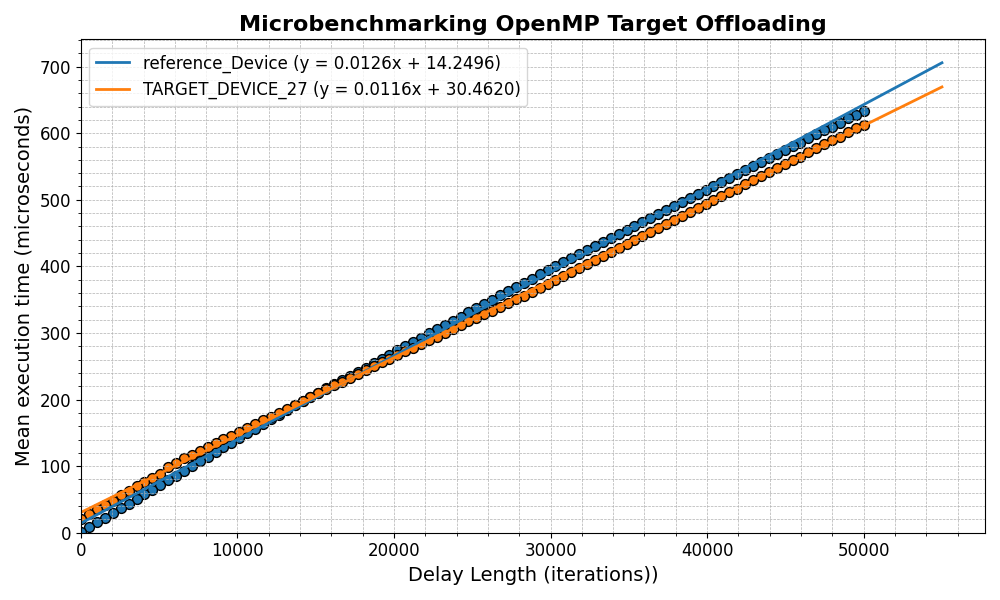 Microbenchmarking OpenMP Target Offloading
reference_Device (y = 0.0126x + 14.2496)
TARGET_DEVICE_27 (y = 0.0116x + 30.4620)
Mean execution time (microseconds)
700
600
500
400
300
200
100
0
0 10000 20000 30000 40000 50000
Delay Length (iterations))